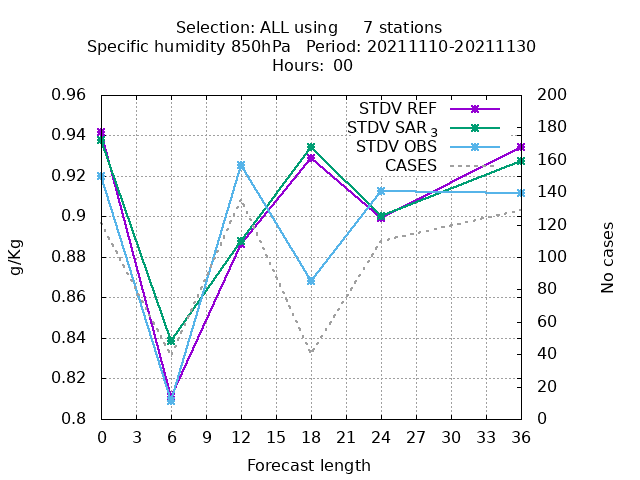 Selection: ALL using     7 stations
Specific humidity 850hPa   Period: 20211110-20211130
Hours:  00
STDV REF
STDV SAR3
STDV OBS
CASES
g/Kg
0.96
0.94
0.92
0.9
0.88
0.86
0.84
0.82
0.8
200
180
160
140
120
100
80
60
40
20
0
No cases
0 3 6 9 12 15 18 21 24 27 30 33 36
Forecast length